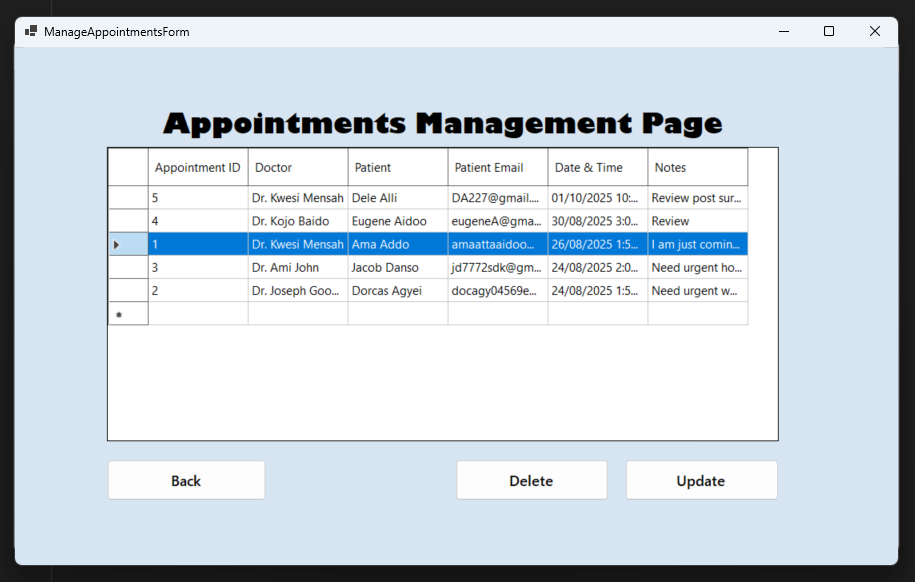 ManageAppointmentsForm
Appointments Management Page
Appointment ID Doctor Patient Patient Email Date & Time Notes
5 Dr. Kwesi Mensah Dele Alli DA227@gmail.... 01/10/2025 10:... Review post sur...
4 Dr. Kojo Baido Eugene Aidoo eugeneA@gma... 30/08/2025 3:0... Review
1 Dr. Kwesi Mensah Ama Addo amaattaaidoo... 26/08/2025 1:5... I am just comin...
3 Dr. Ami John Jacob Danso jd7772sdk@gm... 24/08/2025 2:0... Need urgent ho...
2 Dr. Joseph Goo... Dorcas Agyei docagy04569e... 24/08/2025 1:5... Need urgent w...
Back Delete Update